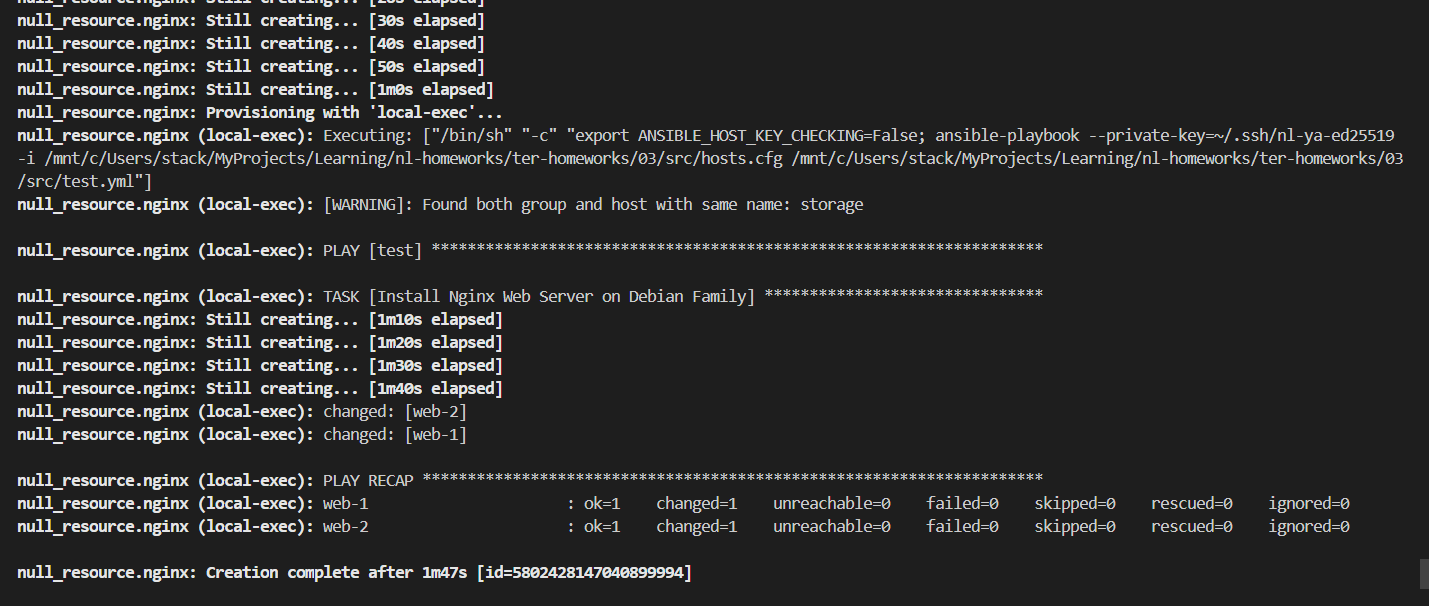 null_resource.nginx: Still creating... [20s elapsed]
null_resource.nginx: Still creating... [30s elapsed]
null_resource.nginx: Still creating... [40s elapsed]
null_resource.nginx: Still creating... [50s elapsed]
null_resource.nginx: Still creating... [1m0s elapsed]
null_resource.nginx: Provisioning with 'local-exec'...
null_resource.nginx (local-exec): Executing: ["/bin/sh" "-c" "export ANSIBLE_HOST_KEY_CHECKING=False; ansible-playbook --private-key=~/.ssh/nl-ya-ed25519
-i /mnt/c/Users/stack/MyProjects/Learning/nl-homeworks/ter-homeworks/03/src/hosts.cfg /mnt/c/Users/stack/MyProjects/Learning/nl-homeworks/ter-homeworks/03
/src/test.yml"]
null_resource.nginx (local-exec): [WARNING]: Found both group and host with same name: storage
null_resource.nginx (local-exec): PLAY [test] ********************************************************************
null_resource.nginx (local-exec): TASK [Install Nginx Web Server on Debian Family] *******************************
null_resource.nginx: Still creating... [1m10s elapsed]
null_resource.nginx: Still creating... [1m20s elapsed]
null_resource.nginx: Still creating... [1m30s elapsed]
null_resource.nginx: Still creating... [1m40s elapsed]
null_resource.nginx (local-exec): changed: [web-2]
null_resource.nginx (local-exec): changed: [web-1]
null_resource.nginx (local-exec): PLAY RECAP *********************************************************************
null_resource.nginx (local-exec): web-1 : ok=1 changed=1 unreachable=0 failed=0 skipped=0 rescued=0 ignored=0
null_resource.nginx (local-exec): web-2 : ok=1 changed=1 unreachable=0 failed=0 skipped=0 rescued=0 ignored=0
null_resource.nginx: Creation complete after 1m47s [id=5802428147040899994]